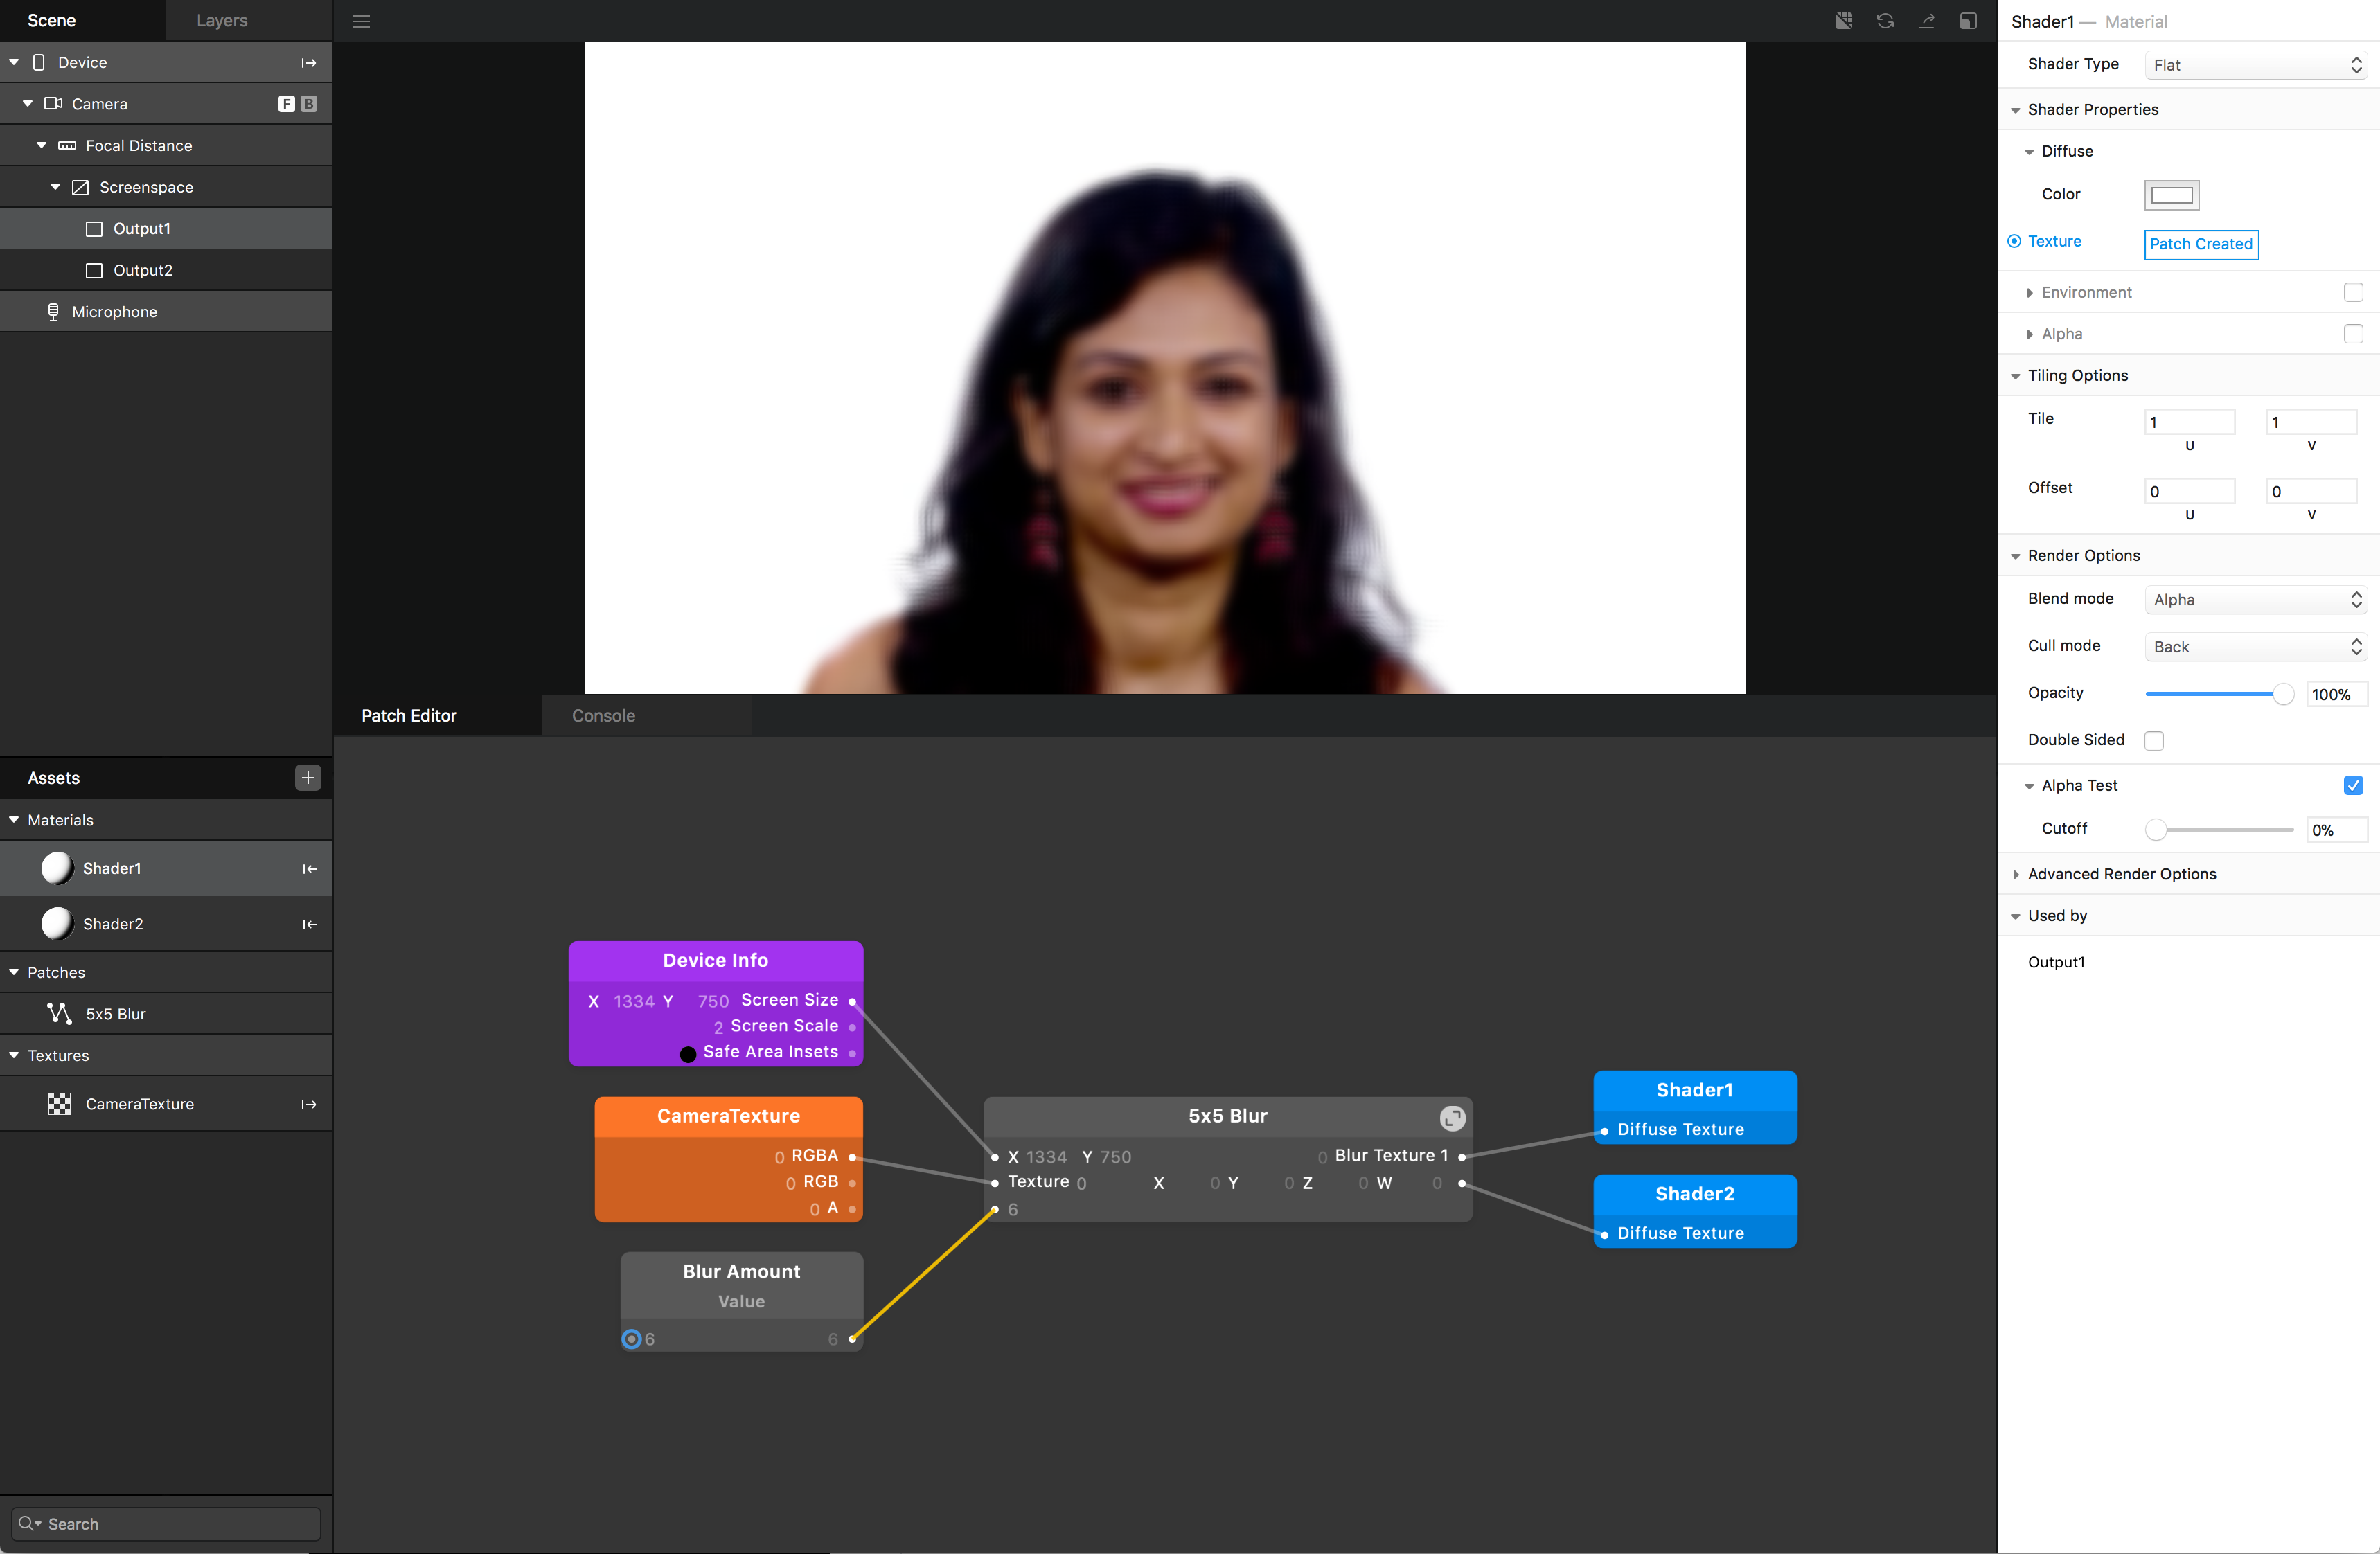 Scene
Layers
Device
Camera
F B
Focal Distance
Screenspace
Output1
Output2
Microphone
Assets
Materials
Shader1
Shader2
Patches
5x5 Blur
Textures
CameraTexture
Search
Patch Editor
Console
Device Info
X 1334 Y 750 Screen Size
2 Screen Scale
Safe Area Insets
CameraTexture
0 RGBA
0 RGB
0 A
Blur Amount
Value
6 6
5x5 Blur
X 1334 Y 750 0 Blur Texture 1
Texture 0 X 0 Y 0 Z 0 W 0
6
Shader1
Diffuse Texture
Shader2
Diffuse Texture
Shader1 — Material
Shader Type Flat
Shader Properties
Diffuse
Color
Texture Patch Created
Environment
Alpha
Tiling Options
Tile 1 1
U V
Offset 0 0
U V
Render Options
Blend mode Alpha
Cull mode Back
Opacity 100%
Double Sided
Alpha Test
Cutoff 0%
Advanced Render Options
Used by
Output1